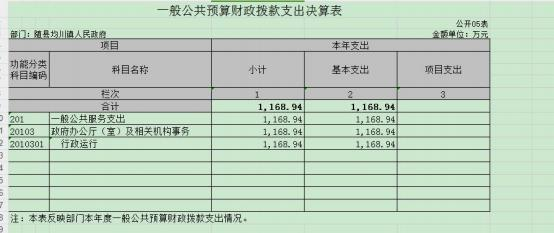 一般公共预算财政拨款支出决算表
公开05表
部门：随县均川镇人民政府 金额单位：万元
项目 本年支出
功能分类科目编码 科目名称 小计 基本支出 项目支出
栏次 1 2 3
合计 1,168.94 1,168.94
201 一般公共服务支出 1,168.94 1,168.94
20103 政府办公厅（室）及相关机构事务 1,168.94 1,168.94
2010301 行政运行 1,168.94 1,168.94
注：本表反映部门本年度一般公共预算财政拨款支出情况。